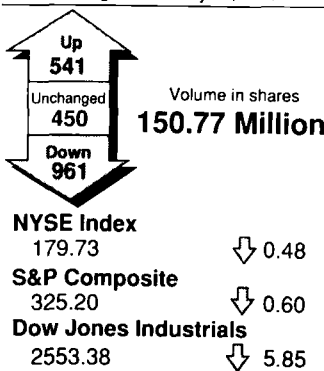 Up
541
Unchanged
450
Down
961
Volume in shares
150.77 Million
NYSE Index
179.73 0.48
S&P Composite
325.20 0.60
Dow Jones Industrials
2553.38 5.85